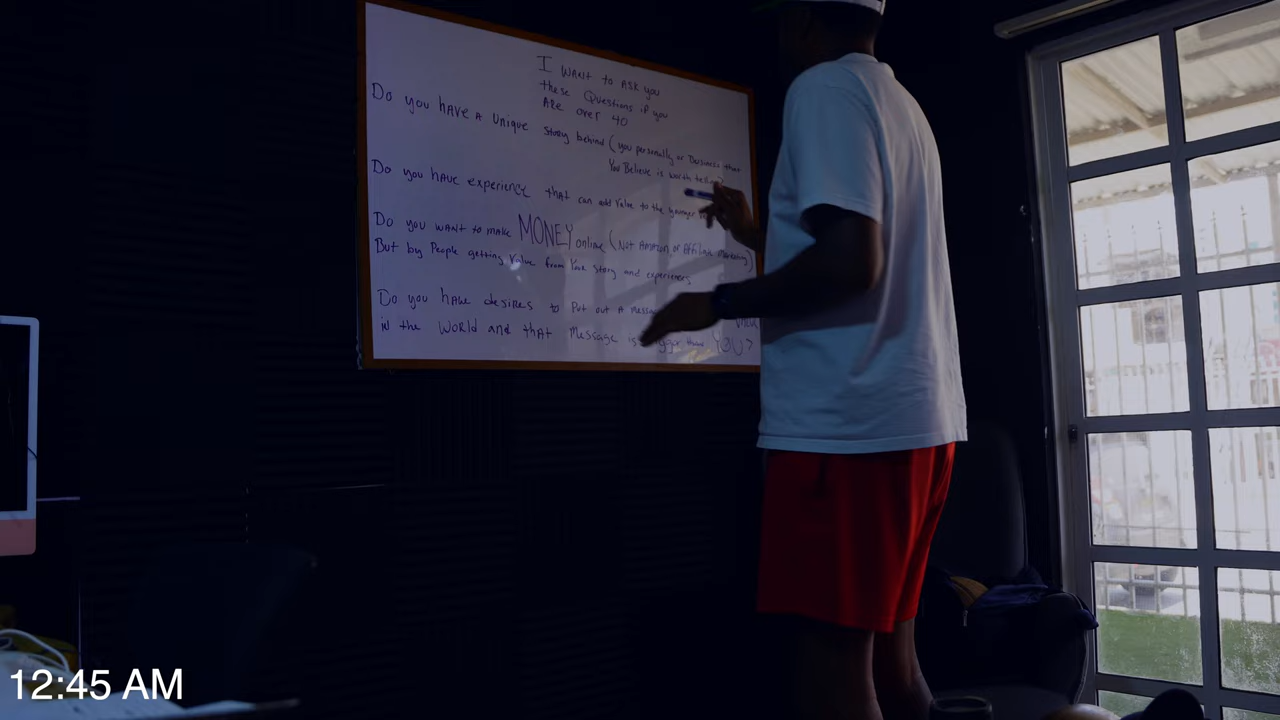 I WANT to ASK you
these Questions if you
ARE over 40
Do you HAVE A Unique Story behind (you personally or Business
You Believe is worth
Do you HAVE experience that can add Value to the younger
Do you WANT to make MONEY online (Not Amazon or Affiliate Marketing)
But by People getting Value from Your Story and experiences
Do you have desires to Put out A
in the WORLD and that Message is than YOU?
12:45 AM